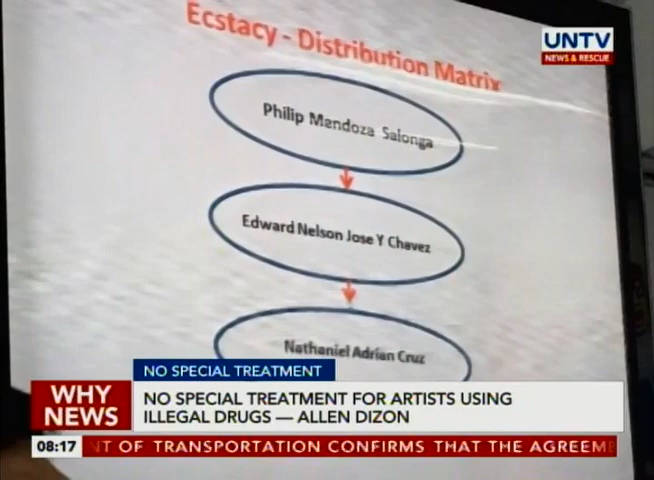 Ecstacy - Distribution Matrix
UNTV
NEWS & RESCUE
Philip Mendoza Salonga
Edward Nelson Jose Y Chavez
Nathaniel Adrian Cruz
NO SPECIAL TREATMENT
WHY
NEWS
NO SPECIAL TREATMENT FOR ARTISTS USING
ILLEGAL DRUGS — ALLEN DIZON
08:17 NT OF TRANSPORTATION CONFIRMS THAT THE AGREEM